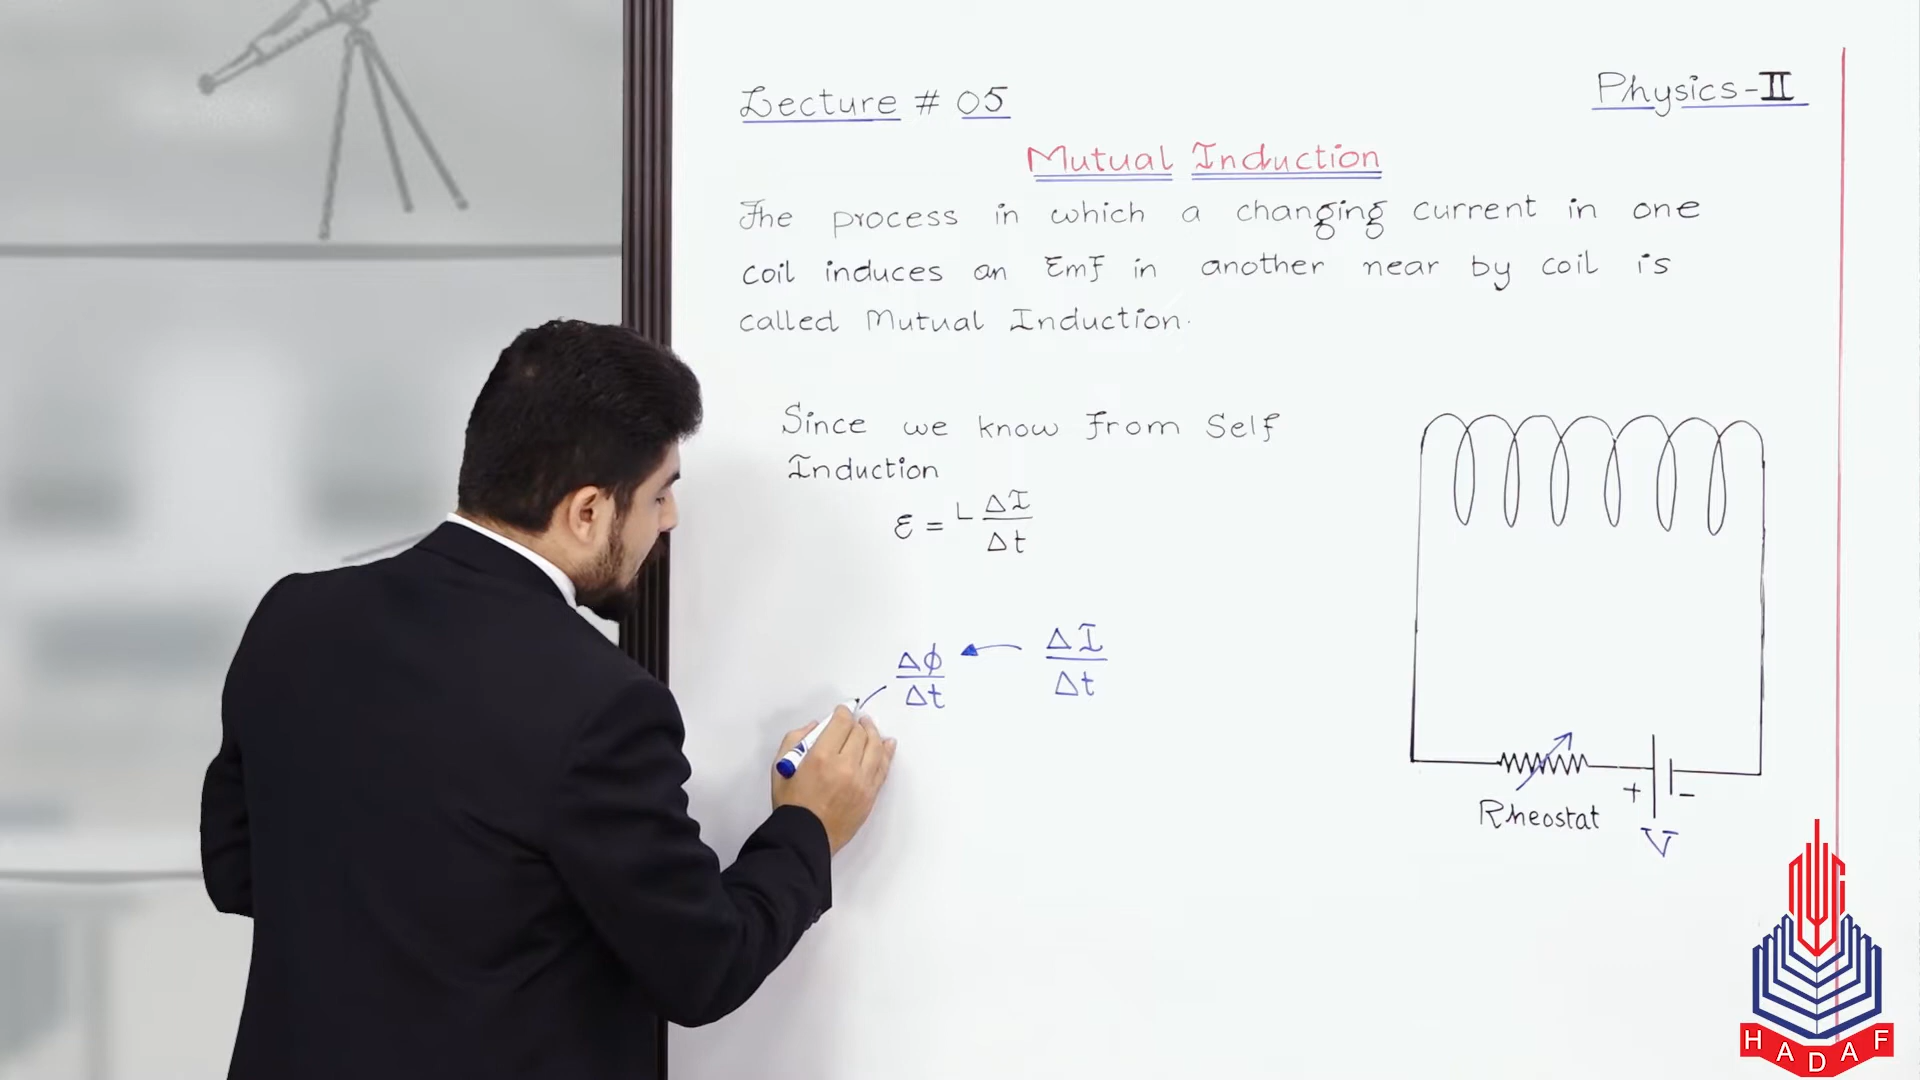 Lecture # 05
Physics-II
Mutual Induction
The process in which a changing current in one
coil induces an Emf in another near by coil is
called Mutual Induction.
Since we know from Self
Induction
ε = L ΔI/Δt
Δϕ/Δt ← ΔI/Δt
Rheostat
+ -
V
HADAF